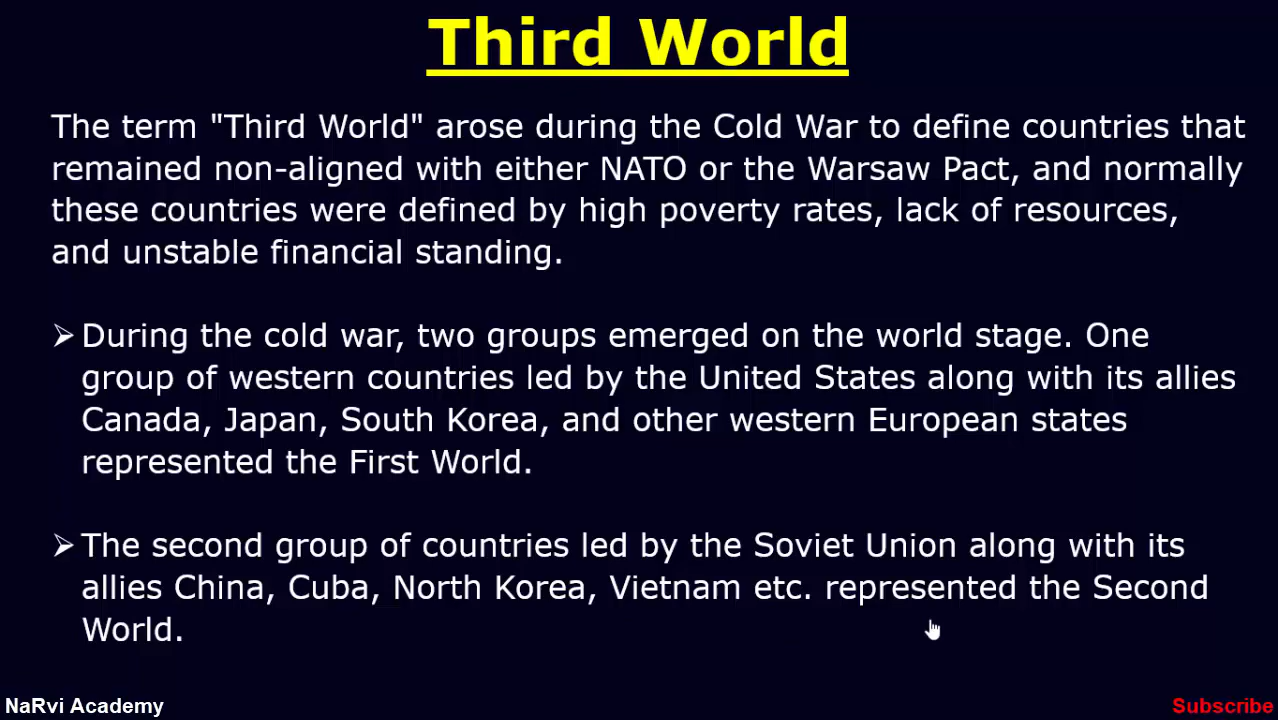 Third World
The term "Third World" arose during the Cold War to define countries that
remained non-aligned with either NATO or the Warsaw Pact, and normally
these countries were defined by high poverty rates, lack of resources,
and unstable financial standing.
During the cold war, two groups emerged on the world stage. One
group of western countries led by the United States along with its allies
Canada, Japan, South Korea, and other western European states
represented the First World.
The second group of countries led by the Soviet Union along with its
allies China, Cuba, North Korea, Vietnam etc. represented the Second
World.
NaRvi Academy
Subscribe